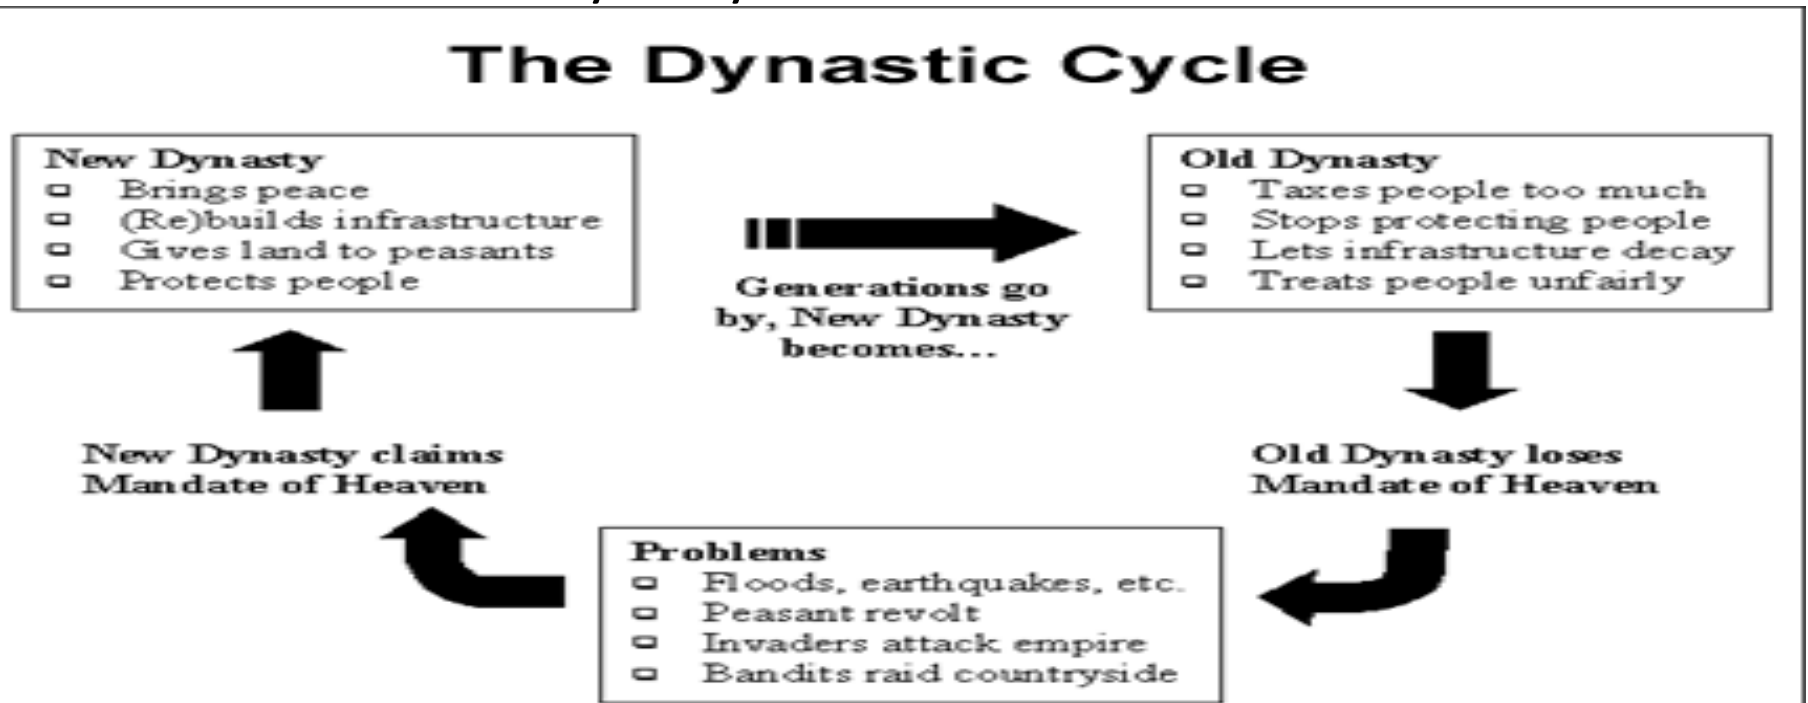 The Dynastic Cycle
New Dynasty
Brings peace
(Re)builds infrastructure
Gives land to peasants
Protects people
Generations go
by, New Dynasty
becomes...
Old Dynasty
Taxes people too much
Stops protecting people
Lets infrastructure decay
Treats people unfairly
Old Dynasty loses
Mandate of Heaven
Problems
Floods, earthquakes, etc.
Peasant revolt
Invaders attack empire
Bandits raid countryside
New Dynasty claims
Mandate of Heaven